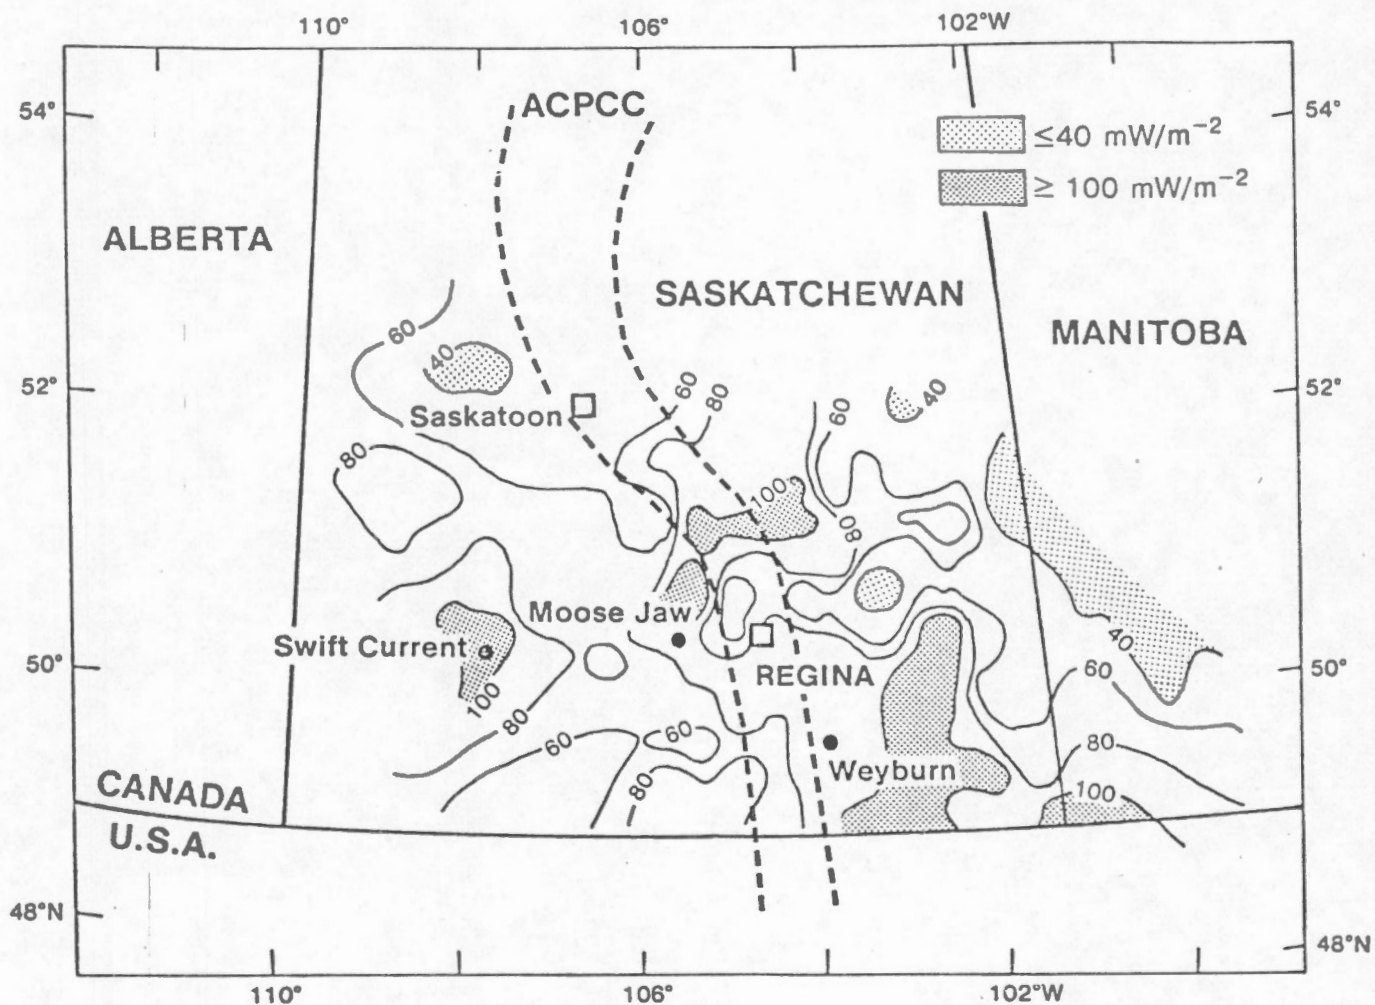 110° 106° 102°W
54° ACPCC 54°
≤40 mW/m⁻²
≥ 100 mW/m⁻²
ALBERTA
SASKATCHEWAN
MANITOBA
60
40
52° 60 80 60 40 52°
Saskatoon
80
100
80
Moose Jaw
Swift Current
40
50° REGINA 60 50°
100 80 60 60 80
Weyburn
80 100
CANADA
U.S.A.
48°N 48°N
110° 106° 102°W